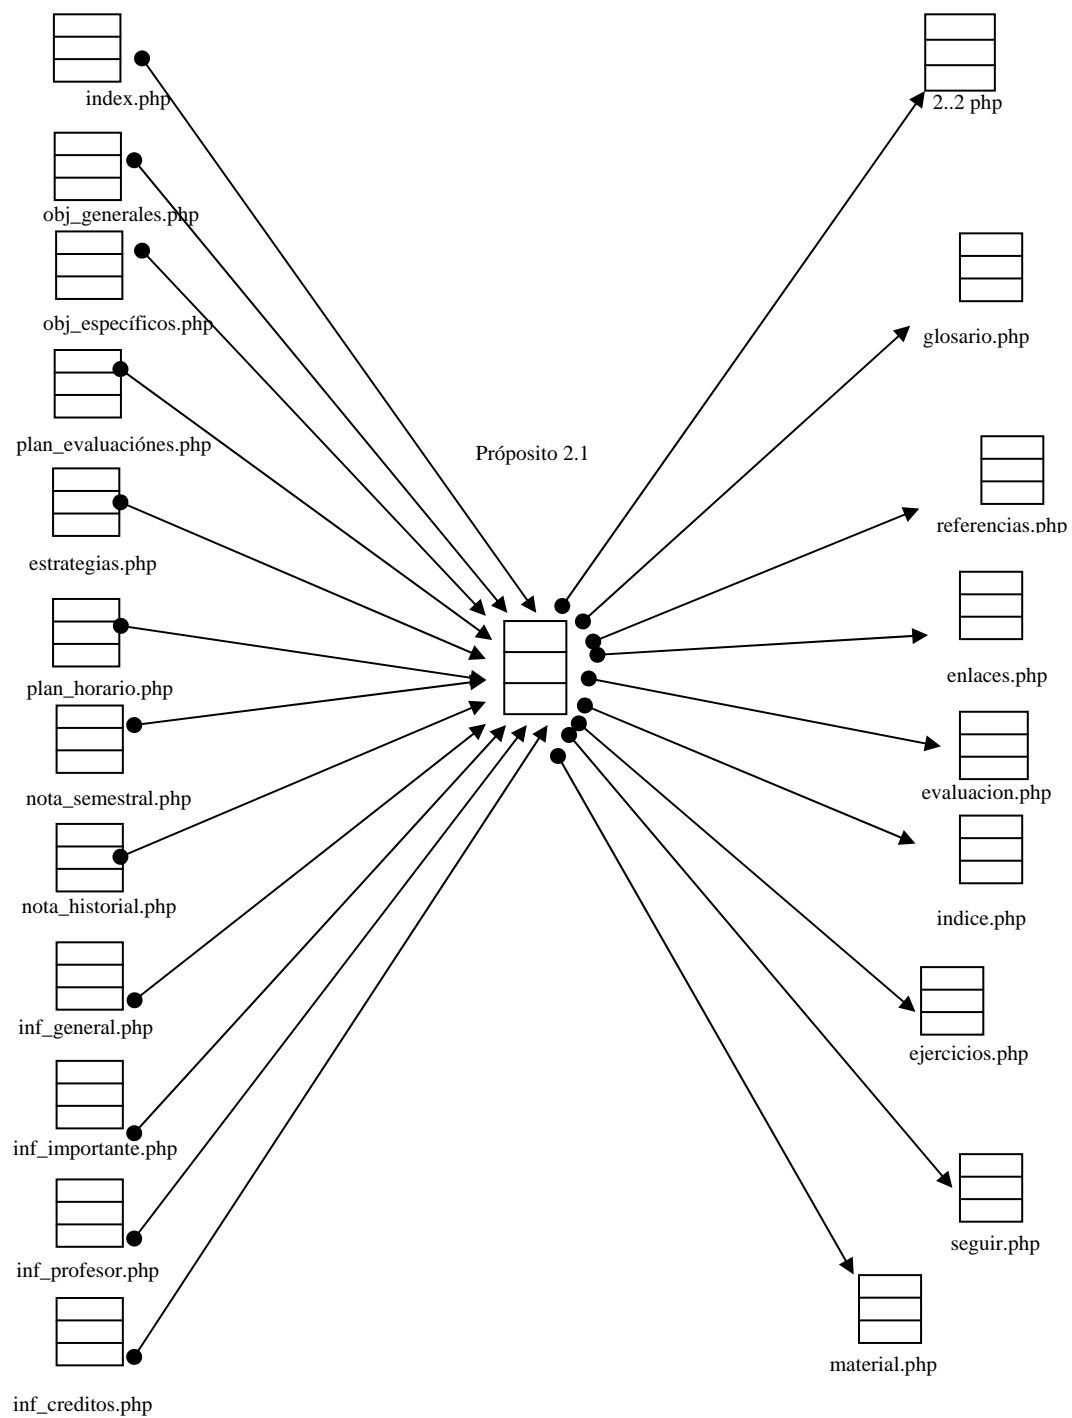 index.php
2..2 php
obj_generales.php
obj_específicos.php
glosario.php
plan_evaluaciónes.php
Próposito 2.1
referencias.php
estrategias.php
enlaces.php
plan_horario.php
nota_semestral.php
evaluacion.php
nota_historial.php
indice.php
inf_general.php
ejercicios.php
inf_importante.php
seguir.php
inf_profesor.php
material.php
inf_creditos.php